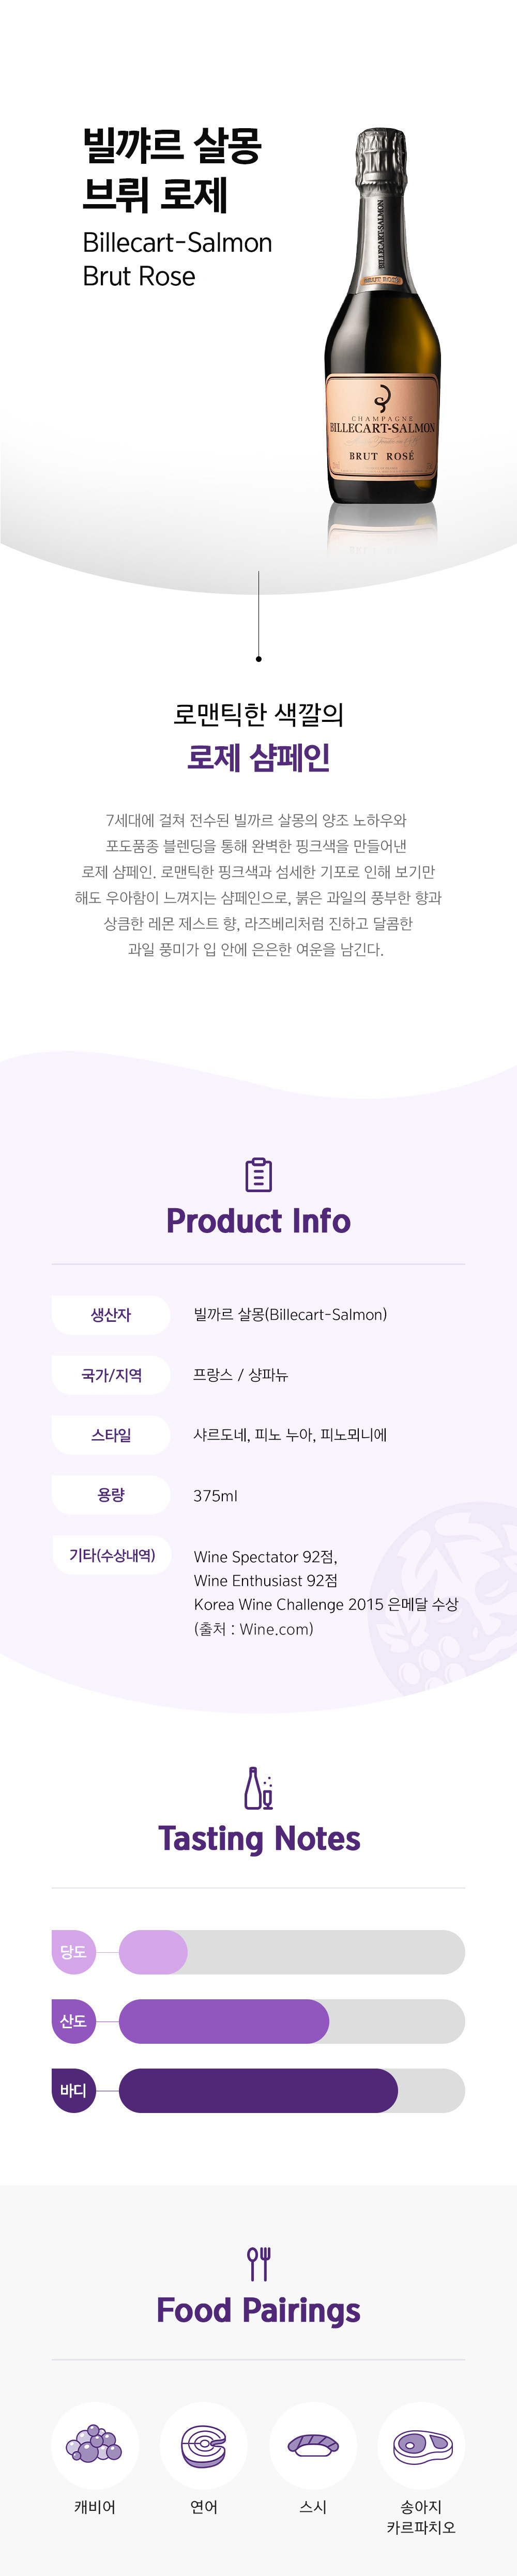 빌꺄르 살몽
브뤼 로제
Billecart-Salmon
Brut Rose
BILLECART-SALMON
BRUT ROSÉ
CHAMPAGNE
BILLECART-SALMON
BRUT ROSÉ
로맨틱한 색깔의
로제 샴페인
7세대에 걸쳐 전수된 빌까르 살몽의 양조 노하우와
포도품종 블렌딩을 통해 완벽한 핑크색을 만들어낸
로제 샴페인. 로맨틱한 핑크색과 섬세한 기포로 인해 보기만
해도 우아함이 느껴지는 샴페인으로, 붉은 과일의 풍부한 향과
상큼한 레몬 제스트 향, 라즈베리처럼 진하고 달콤한
과일 풍미가 입 안에 은은한 여운을 남긴다.
Product Info
생산자 빌까르 살몽(Billecart-Salmon)
국가/지역 프랑스 / 샹파뉴
스타일 샤르도네, 피노 누아, 피노뫼니에
용량 375ml
기타(수상내역) Wine Spectator 92점,
Wine Enthusiast 92점
Korea Wine Challenge 2015 은메달 수상
(출처 : Wine.com)
Tasting Notes
당도
산도
바디
Food Pairings
캐비어 연어 스시 송아지
카르파치오